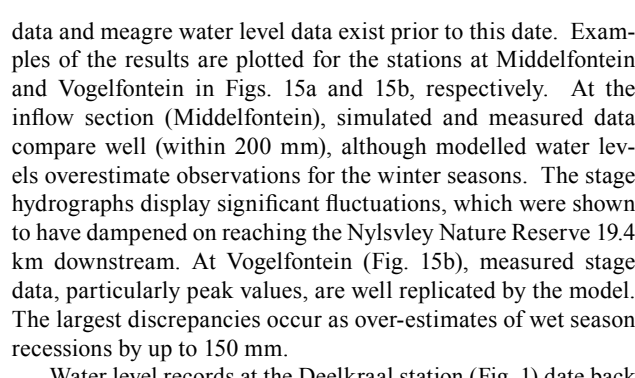 data and meagre water level data exist prior to this date. Exam-
ples of the results are plotted for the stations at Middelfontein
and Vogelfontein in Figs. 15a and 15b, respectively. At the
inflow section (Middelfontein), simulated and measured data
compare well (within 200 mm), although modelled water lev-
els overestimate observations for the winter seasons. The stage
hydrographs display significant fluctuations, which were shown
to have dampened on reaching the Nylsvley Nature Reserve 19.4
km downstream. At Vogelfontein (Fig. 15b), measured stage
data, particularly peak values, are well replicated by the model.
The largest discrepancies occur as over-estimates of wet season
recessions by up to 150 mm.
Water level records at the Deelkraal station (Fig. 1) date back